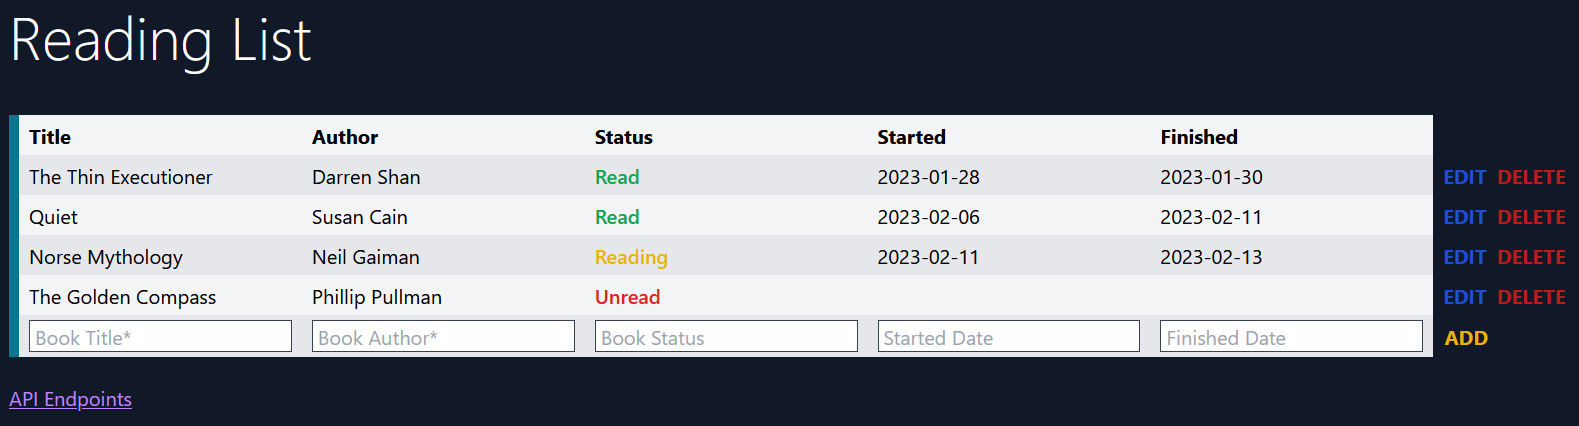 Reading List
Title Author Status Started Finished
The Thin Executioner Darren Shan Read 2023-01-28 2023-01-30 EDIT DELETE
Quiet Susan Cain Read 2023-02-06 2023-02-11 EDIT DELETE
Norse Mythology Neil Gaiman Reading 2023-02-11 2023-02-13 EDIT DELETE
The Golden Compass Phillip Pullman Unread EDIT DELETE
Book Title* Book Author* Book Status Started Date Finished Date ADD
API Endpoints